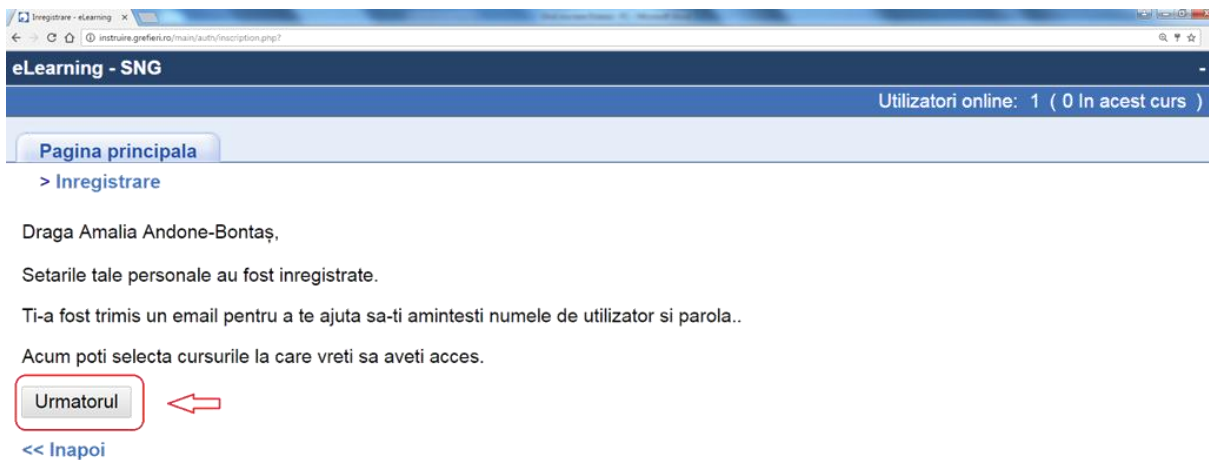 Inregistrare - eLearning
instruire.grefieri.ro/main/auth/inscription.php?
eLearning - SNG -
Utilizatori online: 1 ( 0 In acest curs )
Pagina principala
> Inregistrare
Draga Amalia Andone-Bontaș,
Setarile tale personale au fost inregistrate.
Ti-a fost trimis un email pentru a te ajuta sa-ti amintesti numele de utilizator si parola..
Acum poti selecta cursurile la care vreti sa aveti acces.
Urmatorul
<< Inapoi